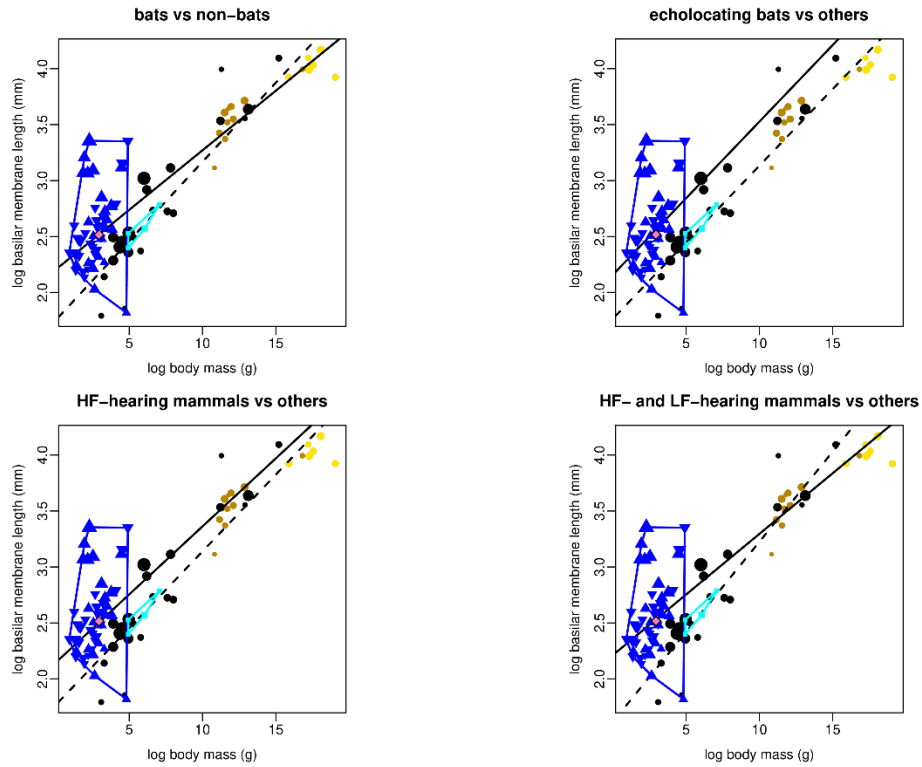 bats vs non−bats
echolocating bats vs others
log basilar membrane length (mm)
4.0
3.5
3.0
2.5
2.0
5
10
15
log body mass (g)
log basilar membrane length (mm)
4.0
3.5
3.0
2.5
2.0
5
10
15
log body mass (g)
HF−hearing mammals vs others
HF− and LF−hearing mammals vs others
log basilar membrane length (mm)
4.0
3.5
3.0
2.5
2.0
5
10
15
log body mass (g)
log basilar membrane length (mm)
4.0
3.5
3.0
2.5
2.0
5
10
15
log body mass (g)